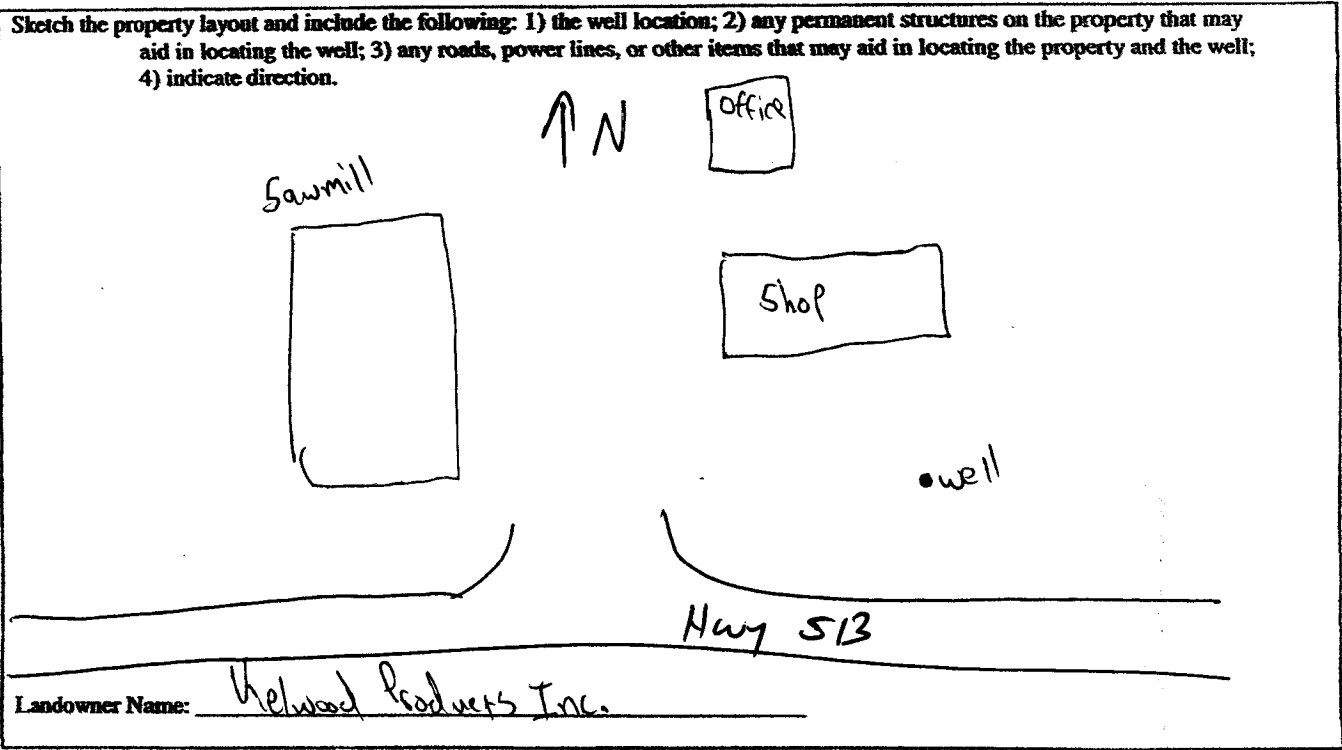 Sketch the property layout and include the following: 1) the well location; 2) any permanent structures on the property that may
aid in locating the well; 3) any roads, power lines, or other items that may aid in locating the property and the well;
4) indicate direction.
N
Office
Sawmill
Shop
well
Hwy 513
Landowner Name: Kelwood Products Inc.